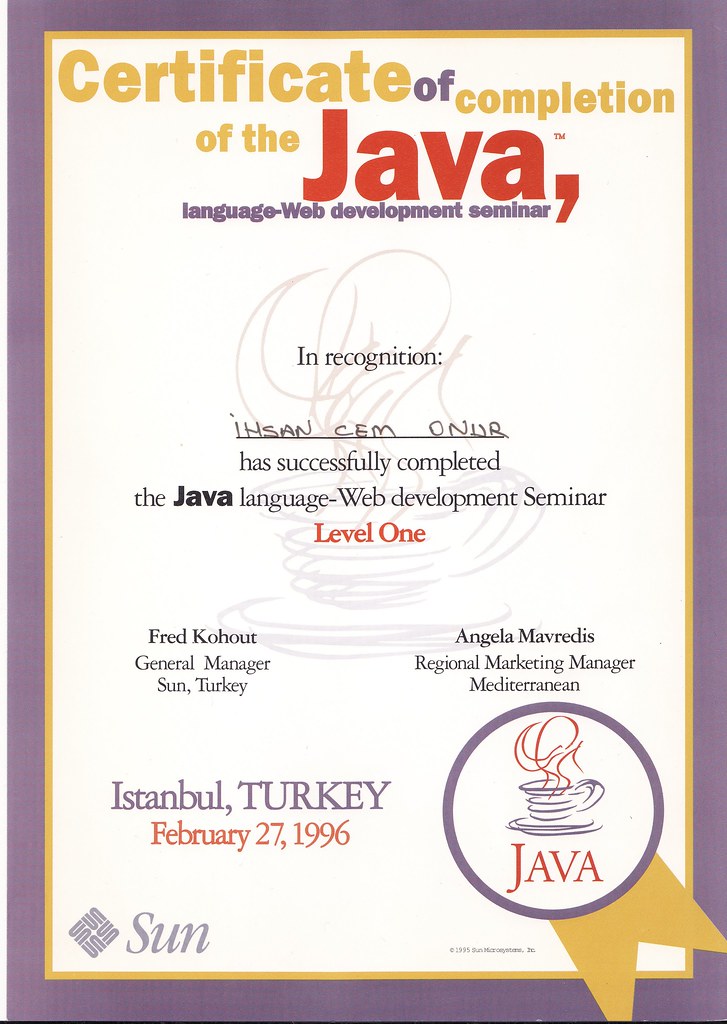 Certificate of completion
of the Java,™
language-Web development seminar
In recognition:
İHSAN CEM ONUR
has successfully completed
the Java language-Web development Seminar
Level One
Fred Kohout
General Manager
Sun, Turkey
Angela Mavredis
Regional Marketing Manager
Mediterranean
Istanbul, TURKEY
February 27, 1996
JAVA
Sun
©1995 Sun Microsystems, Inc.